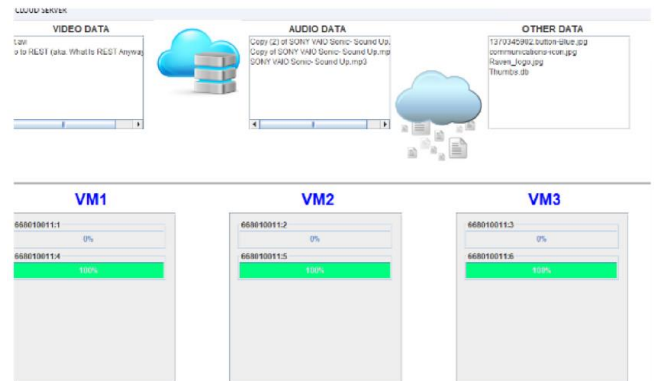 CLOUD SERVER
VIDEO DATA
AUDIO DATA
OTHER DATA
.avi
to REST (aka. What Is REST Anyway
Copy (2) of SONY VAIO Sonic- Sound Up.
Copy of SONY VAIO Sonic- Sound Up.mp
SONY VAIO Sonic- Sound Up.mp3
1370345992.button-Blue.jpg
communications-icon.jpg
Raven_logo.jpg
Thumbs.db
VM1
VM2
VM3
668010011:1
668010011:2
668010011:3
0%
0%
0%
668010011:4
668010011:5
668010011:6
100%
100%
100%